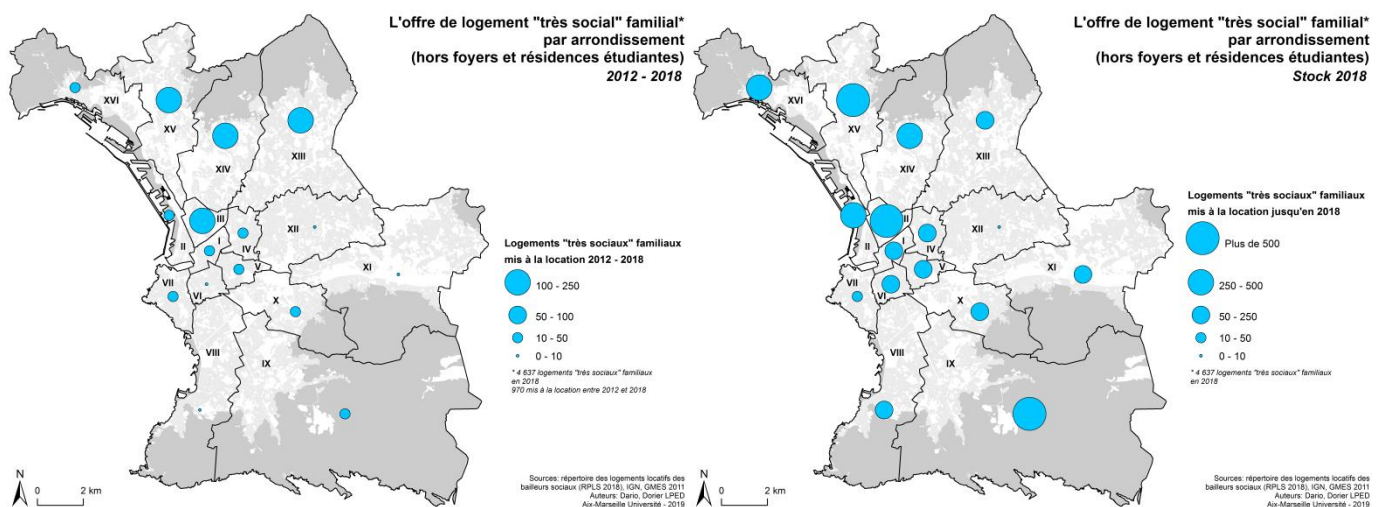 L'offre de logement "très social" familial*
par arrondissement
(hors foyers et résidences étudiantes)
2012 - 2018
XVI
XV
XIV
XIII
III
II
I
IV
XII
V
XI
VII
VI
X
VIII
IX
Logements "très sociaux" familiaux
mis à la location 2012 - 2018
100 - 250
50 - 100
10 - 50
0 - 10
* 4 637 logements "très sociaux" familiaux
en 2018
970 mis à la location entre 2012 et 2018
N
0 2 km
Sources: répertoire des logements locatifs des
bailleurs sociaux (RPLS 2018), IGN, GMES 2011
Auteurs: Dario, Dorier LPED
Aix-Marseille Université - 2019
L'offre de logement "très social" familial*
par arrondissement
(hors foyers et résidences étudiantes)
Stock 2018
XVI
XV
XIV
XIII
II
II
I
IV
XII
V
XI
VII
VI
X
VIII
IX
Logements "très sociaux" familiaux
mis à la location jusqu'en 2018
Plus de 500
250 - 500
50 - 250
10 - 50
0 - 10
* 4 637 logements "très sociaux" familiaux
en 2018
N
0 2 km
Sources: répertoire des logements locatifs des
bailleurs sociaux (RPLS 2018), IGN, GMES 2011
Auteurs: Dario, Dorier LPED
Aix-Marseille Université - 2019